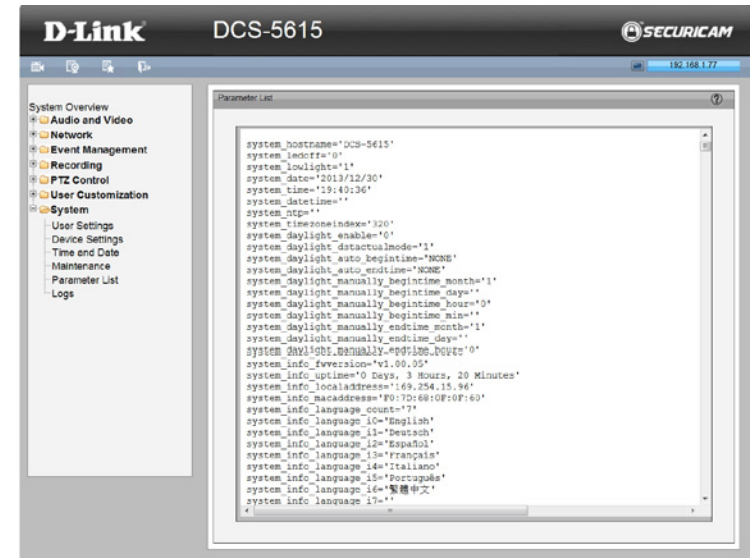 D-Link
DCS-5615
SECURICAM
192.168.1.77
System Overview
Audio and Video
Network
Event Management
Recording
PTZ Control
User Customization
System
User Settings
Device Settings
Time and Date
Maintenance
Parameter List
Logs
Parameter List
system_hostname='DCS-5615'
system_ledoff='0'
system_lowlight='1'
system_date='2013/12/30'
system_time='19:40:36'
system_datetime=''
system_ntp=''
system_timezoneindex='320'
system_daylight_enable='0'
system_daylight_dstactualmode='1'
system_daylight_auto_begintime='NONE'
system_daylight_auto_endtime='NONE'
system_daylight_manually_begintime_month='1'
system_daylight_manually_begintime_day=''
system_daylight_manually_begintime_hour='0'
system_daylight_manually_begintime_min=''
system_daylight_manually_endtime_month='1'
system_daylight_manually_endtime_day=''
system_daylight_manually_endtime_hour='0'
system_info_fwversion='v1.00.05'
system_info_uptime='0 Days, 3 Hours, 20 Minutes'
system_info_localaddress='169.254.15.96'
system_info_macaddress='F0:7D:68:0F:0F:60'
system_info_language_count='7'
system_info_language_i0='English'
system_info_language_i1='Deutsch'
system_info_language_i2='Español'
system_info_language_i3='Français'
system_info_language_i4='Italiano'
system_info_language_i5='Português'
system_info_language_i6='繁體中文'
system_info_language_i7=''